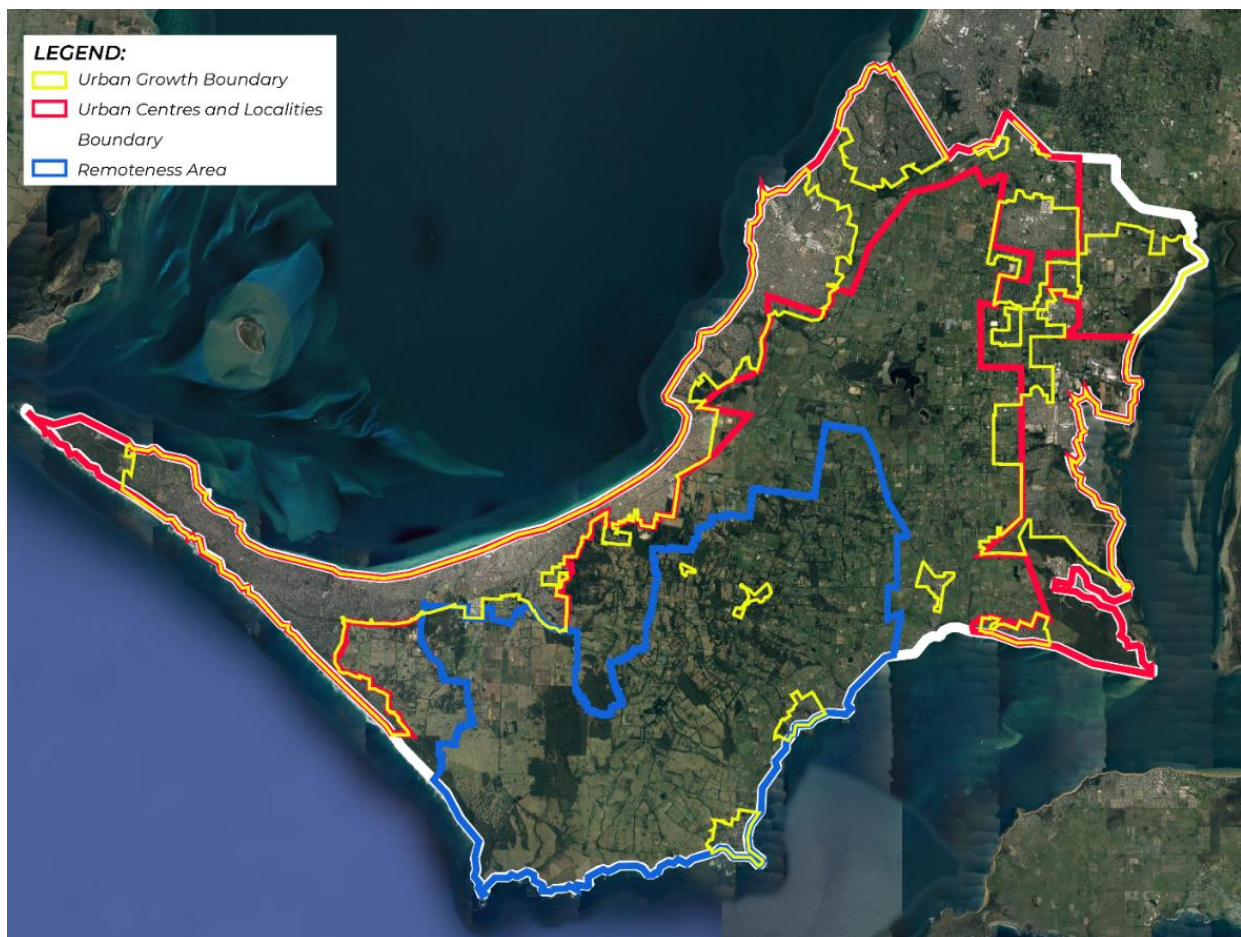 LEGEND:
Urban Growth Boundary
Urban Centres and Localities
Boundary
Remoteness Area